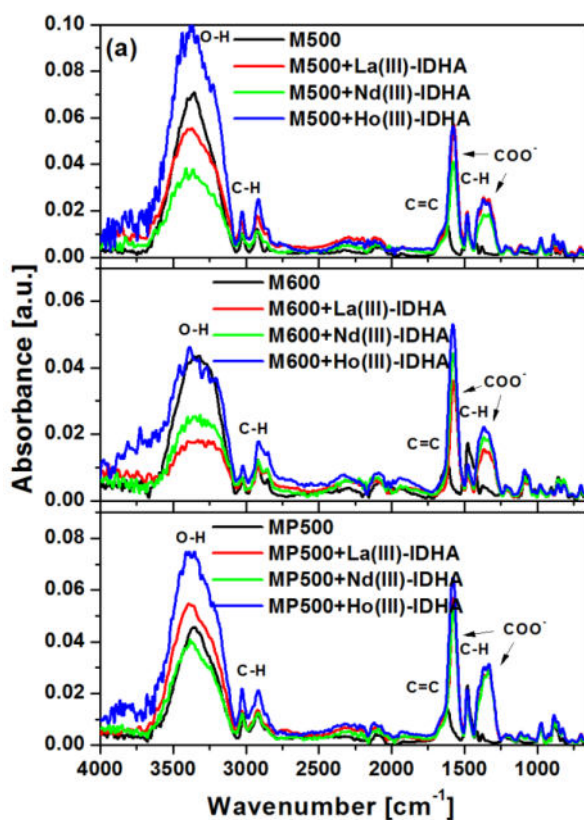 (a)
O-H
M500
M500+La(III)-IDHA
M500+Nd(III)-IDHA
M500+Ho(III)-IDHA
C-H
C=C
C-H
COO⁻
0.10
0.08
0.06
0.04
0.02
0.00
O-H
M600
M600+La(III)-IDHA
M600+Nd(III)-IDHA
M600+Ho(III)-IDHA
C-H
C=C
C-H
COO⁻
0.06
0.04
0.02
0.00
O-H
MP500
MP500+La(III)-IDHA
MP500+Nd(III)-IDHA
MP500+Ho(III)-IDHA
C-H
C=C
C-H
COO⁻
0.08
0.06
0.04
0.02
0.00
Absorbance [a.u.]
4000 3500 3000 2500 2000 1500 1000
Wavenumber [cm⁻¹]